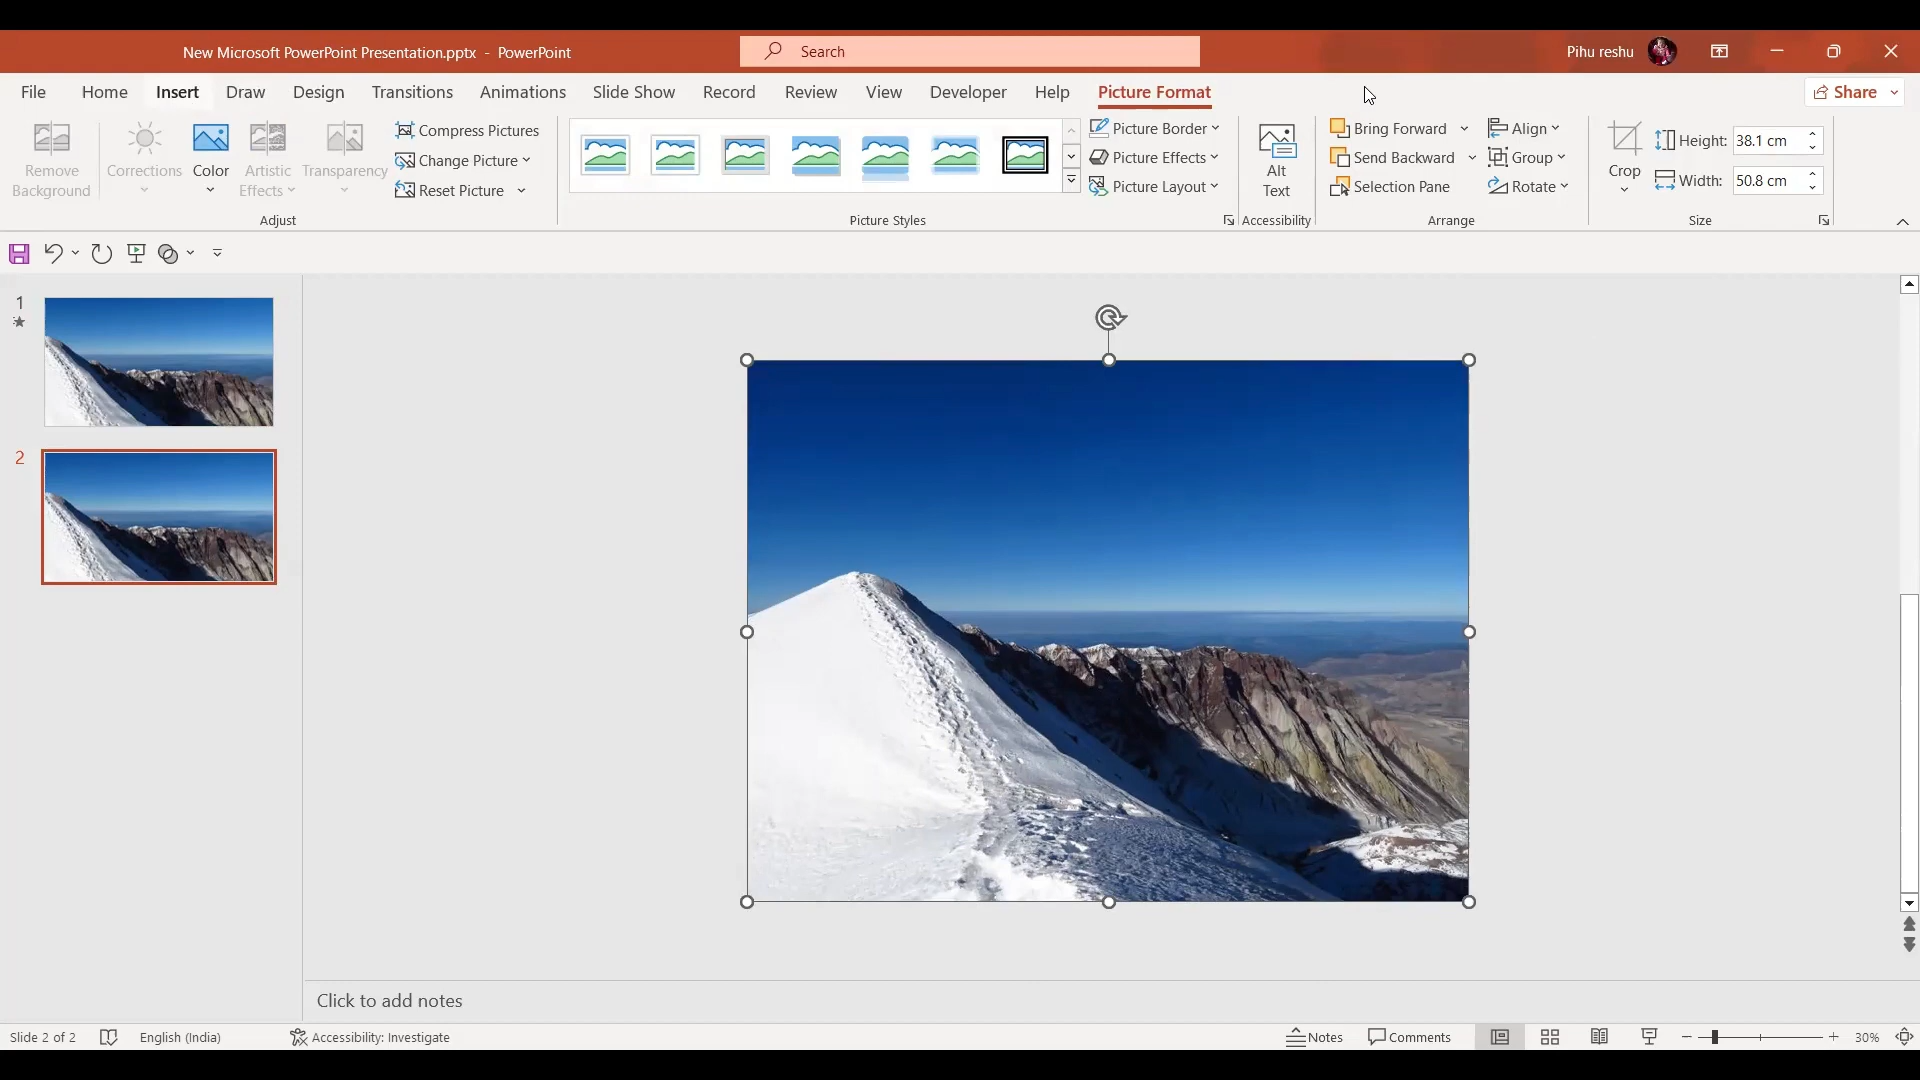 New Microsoft PowerPoint Presentation.pptx - PowerPoint
Search
Pihu reshu
File Home Insert Draw Design Transitions Animations Slide Show Record Review View Developer Help Picture Format
Share
Remove Background
Corrections
Color
Artistic Effects
Transparency
Compress Pictures
Change Picture
Reset Picture
Adjust
Picture Styles
Picture Border
Picture Effects
Picture Layout
Alt Text
Accessibility
Bring Forward
Send Backward
Selection Pane
Align
Group
Rotate
Arrange
Crop
Height: 38.1 cm
Width: 50.8 cm
Size
1
2
Click to add notes
Slide 2 of 2 English (India) Accessibility: Investigate Notes Comments 30%